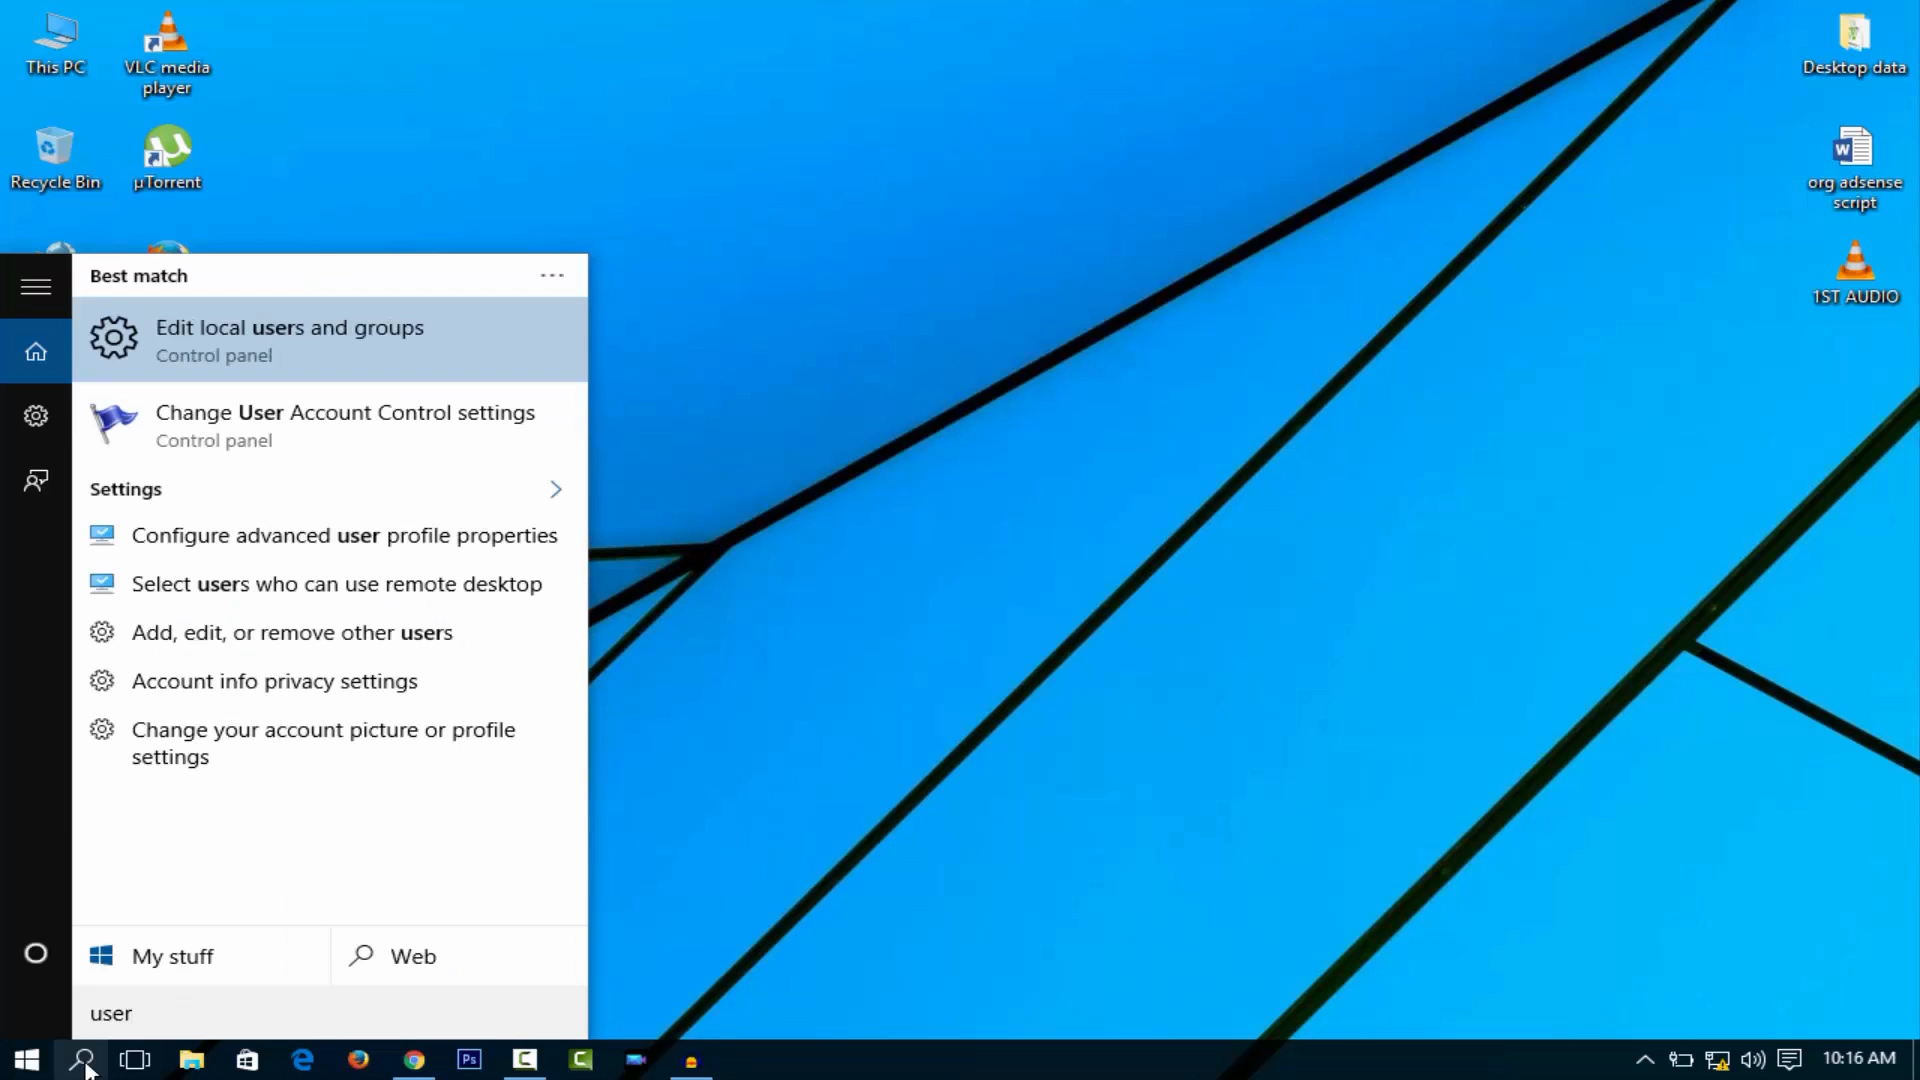 This PC
VLC media
player
Recycle Bin
µTorrent
Desktop data
org adsense
script
1ST AUDIO
Best match
Edit local users and groups
Control panel
Change User Account Control settings
Control panel
Settings
Configure advanced user profile properties
Select users who can use remote desktop
Add, edit, or remove other users
Account info privacy settings
Change your account picture or profile
settings
My stuff
Web
user
Ps
10:16 AM